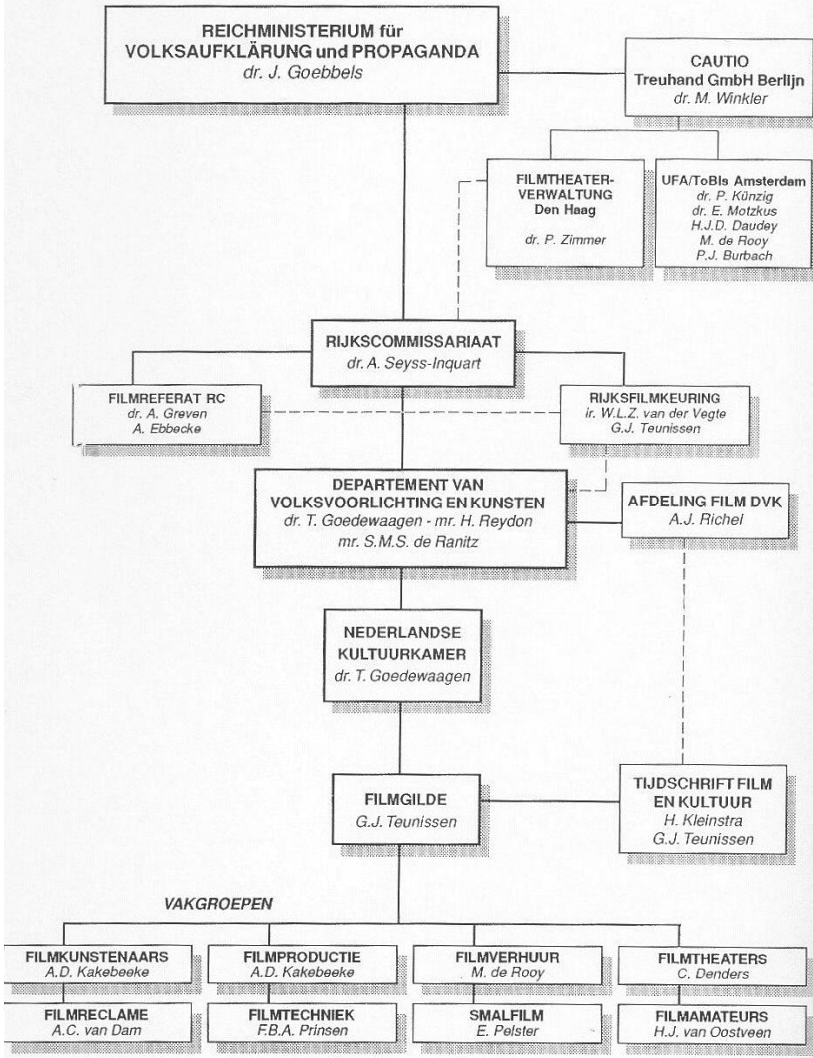 REICHMINISTERIUM für
VOLKSAUFKLÄRUNG und PROPAGANDA
dr. J. Goebbels
CAUTIO
Treuhand GmbH Berlijn
dr. M. Winkler
FILMTHEATER-
VERWALTUNG
Den Haag
dr. P. Zimmer
UFA/ToBIs Amsterdam
dr. P. Künzig
dr. E. Motzkus
H.J.D. Daudey
M. de Rooy
P.J. Burbach
RIJKSCOMMISSARIAAT
dr. A. Seyss-Inquart
FILMREFERAT RC
dr. A. Greven
A. Ebbecke
RIJKSFILMKEURING
ir. W.L.Z. van der Vegte
G.J. Teunissen
DEPARTEMENT VAN
VOLKSVOORLICHTING EN KUNSTEN
dr. T. Goedewaagen - mr. H. Reydon
mr. S.M.S. de Ranitz
AFDELING FILM DVK
A.J. Richel
NEDERLANDSE
KULTUURKAMER
dr. T. Goedewaagen
FILMGILDE
G.J. Teunissen
TIJDSCHRIFT FILM
EN KULTUUR
H. Kleinstra
G.J. Teunissen
VAKGROEPEN
FILMKUNSTENAARS
A.D. Kakebeeke
FILMPRODUCTIE
A.D. Kakebeeke
FILMVERHUUR
M. de Rooy
FILMTHEATERS
C. Denders
FILMRECLAME
A.C. van Dam
FILMTECHNIEK
F.B.A. Prinsen
SMALFILM
E. Pelster
FILMAMATEURS
H.J. van Oostveen